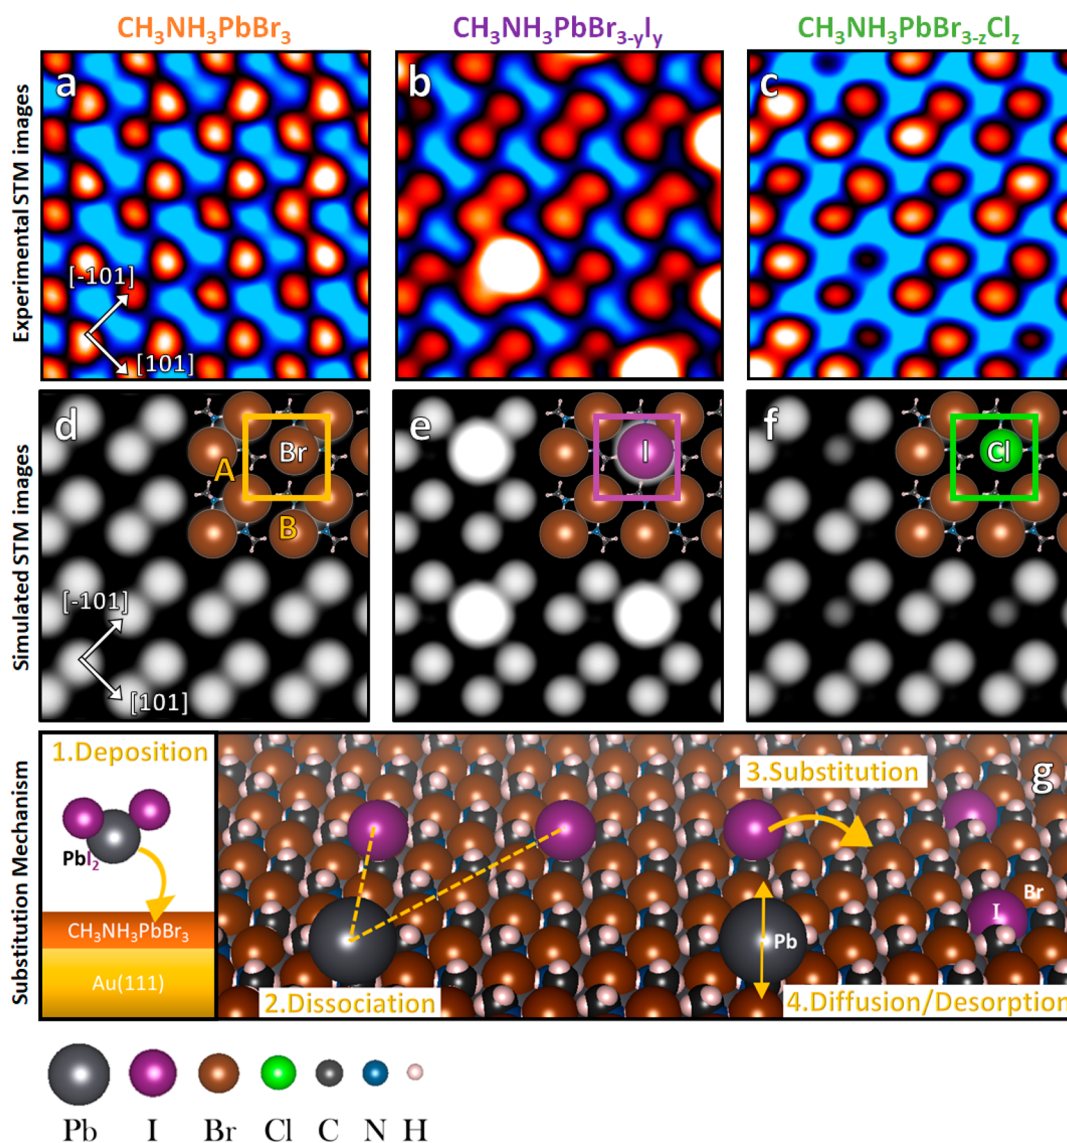 CH₃NH₃PbBr₃ CH₃NH₃PbBr₃₋yIy CH₃NH₃PbBr₃₋zClz
Experimental STM images
a b c
[-101]
[101]
Simulated STM images
d e f
Br I Cl
A
B
[-101]
[101]
Substitution Mechanism
1.Deposition
PbI₂
CH₃NH₃PbBr₃
Au(111)
g
3.Substitution
Br
I
Pb
2.Dissociation
4.Diffusion/Desorption
Pb I Br Cl C N H